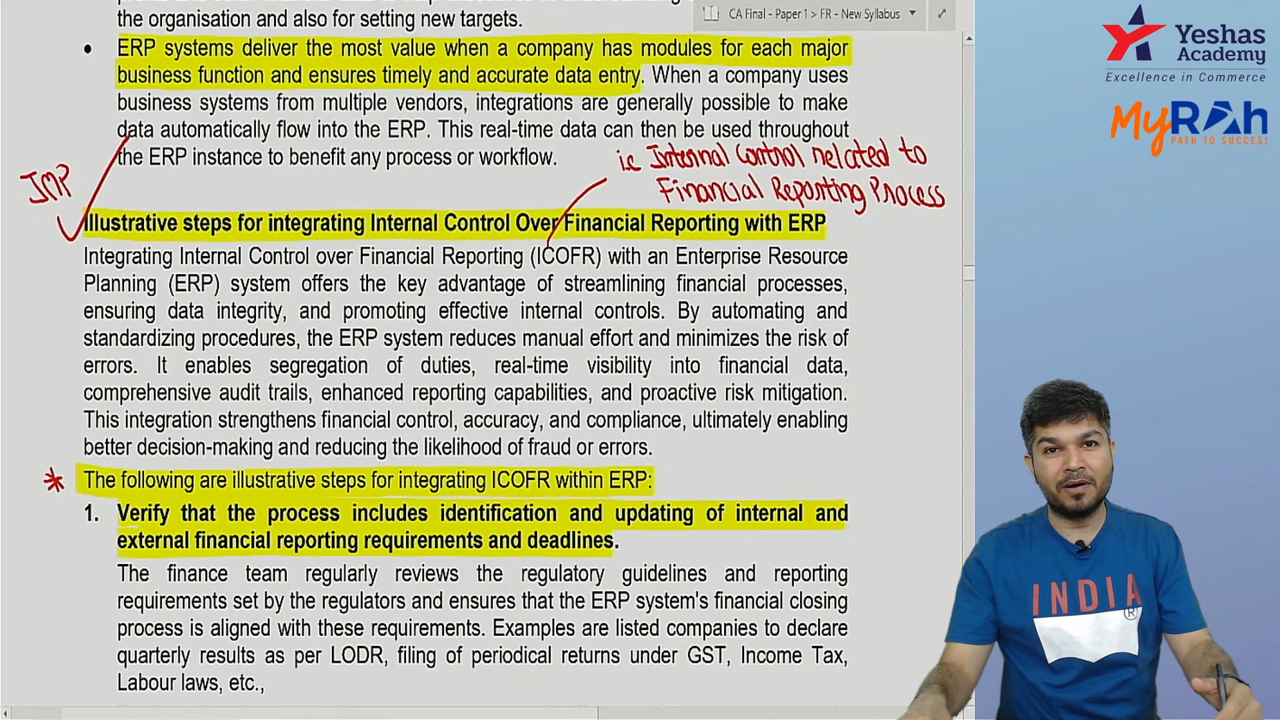 CA Final - Paper 1 > FR - New Syllabus
the organisation and also for setting new targets.
• ERP systems deliver the most value when a company has modules for each major
business function and ensures timely and accurate data entry. When a company uses
business systems from multiple vendors, integrations are generally possible to make
data automatically flow into the ERP. This real-time data can then be used throughout
the ERP instance to benefit any process or workflow.
IMP
i.e Internal Control related to
Financial Reporting Process
Illustrative steps for integrating Internal Control Over Financial Reporting with ERP
Integrating Internal Control over Financial Reporting (ICOFR) with an Enterprise Resource
Planning (ERP) system offers the key advantage of streamlining financial processes,
ensuring data integrity, and promoting effective internal controls. By automating and
standardizing procedures, the ERP system reduces manual effort and minimizes the risk of
errors. It enables segregation of duties, real-time visibility into financial data,
comprehensive audit trails, enhanced reporting capabilities, and proactive risk mitigation.
This integration strengthens financial control, accuracy, and compliance, ultimately enabling
better decision-making and reducing the likelihood of fraud or errors.
* The following are illustrative steps for integrating ICOFR within ERP:
1. Verify that the process includes identification and updating of internal and
external financial reporting requirements and deadlines.
The finance team regularly reviews the regulatory guidelines and reporting
requirements set by the regulators and ensures that the ERP system's financial closing
process is aligned with these requirements. Examples are listed companies to declare
quarterly results as per LODR, filing of periodical returns under GST, Income Tax,
Labour laws, etc.,
Yeshas
Academy
Excellence in Commerce
MyRAh
PATH TO SUCCESS!
INDIA
®